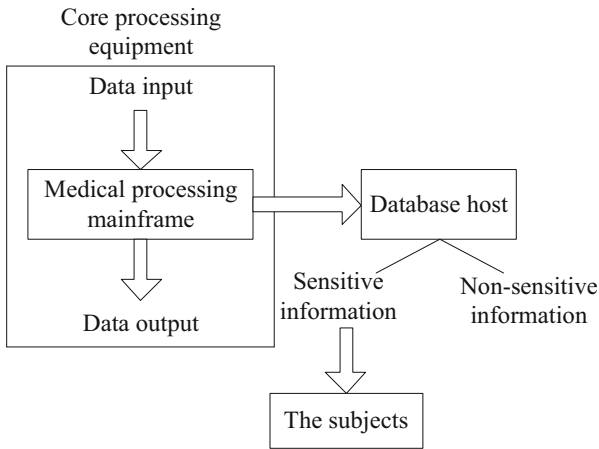 Core processing
equipment
Data input
Medical processing
mainframe
Database host
Data output
Sensitive
information
Non-sensitive
information
The subjects